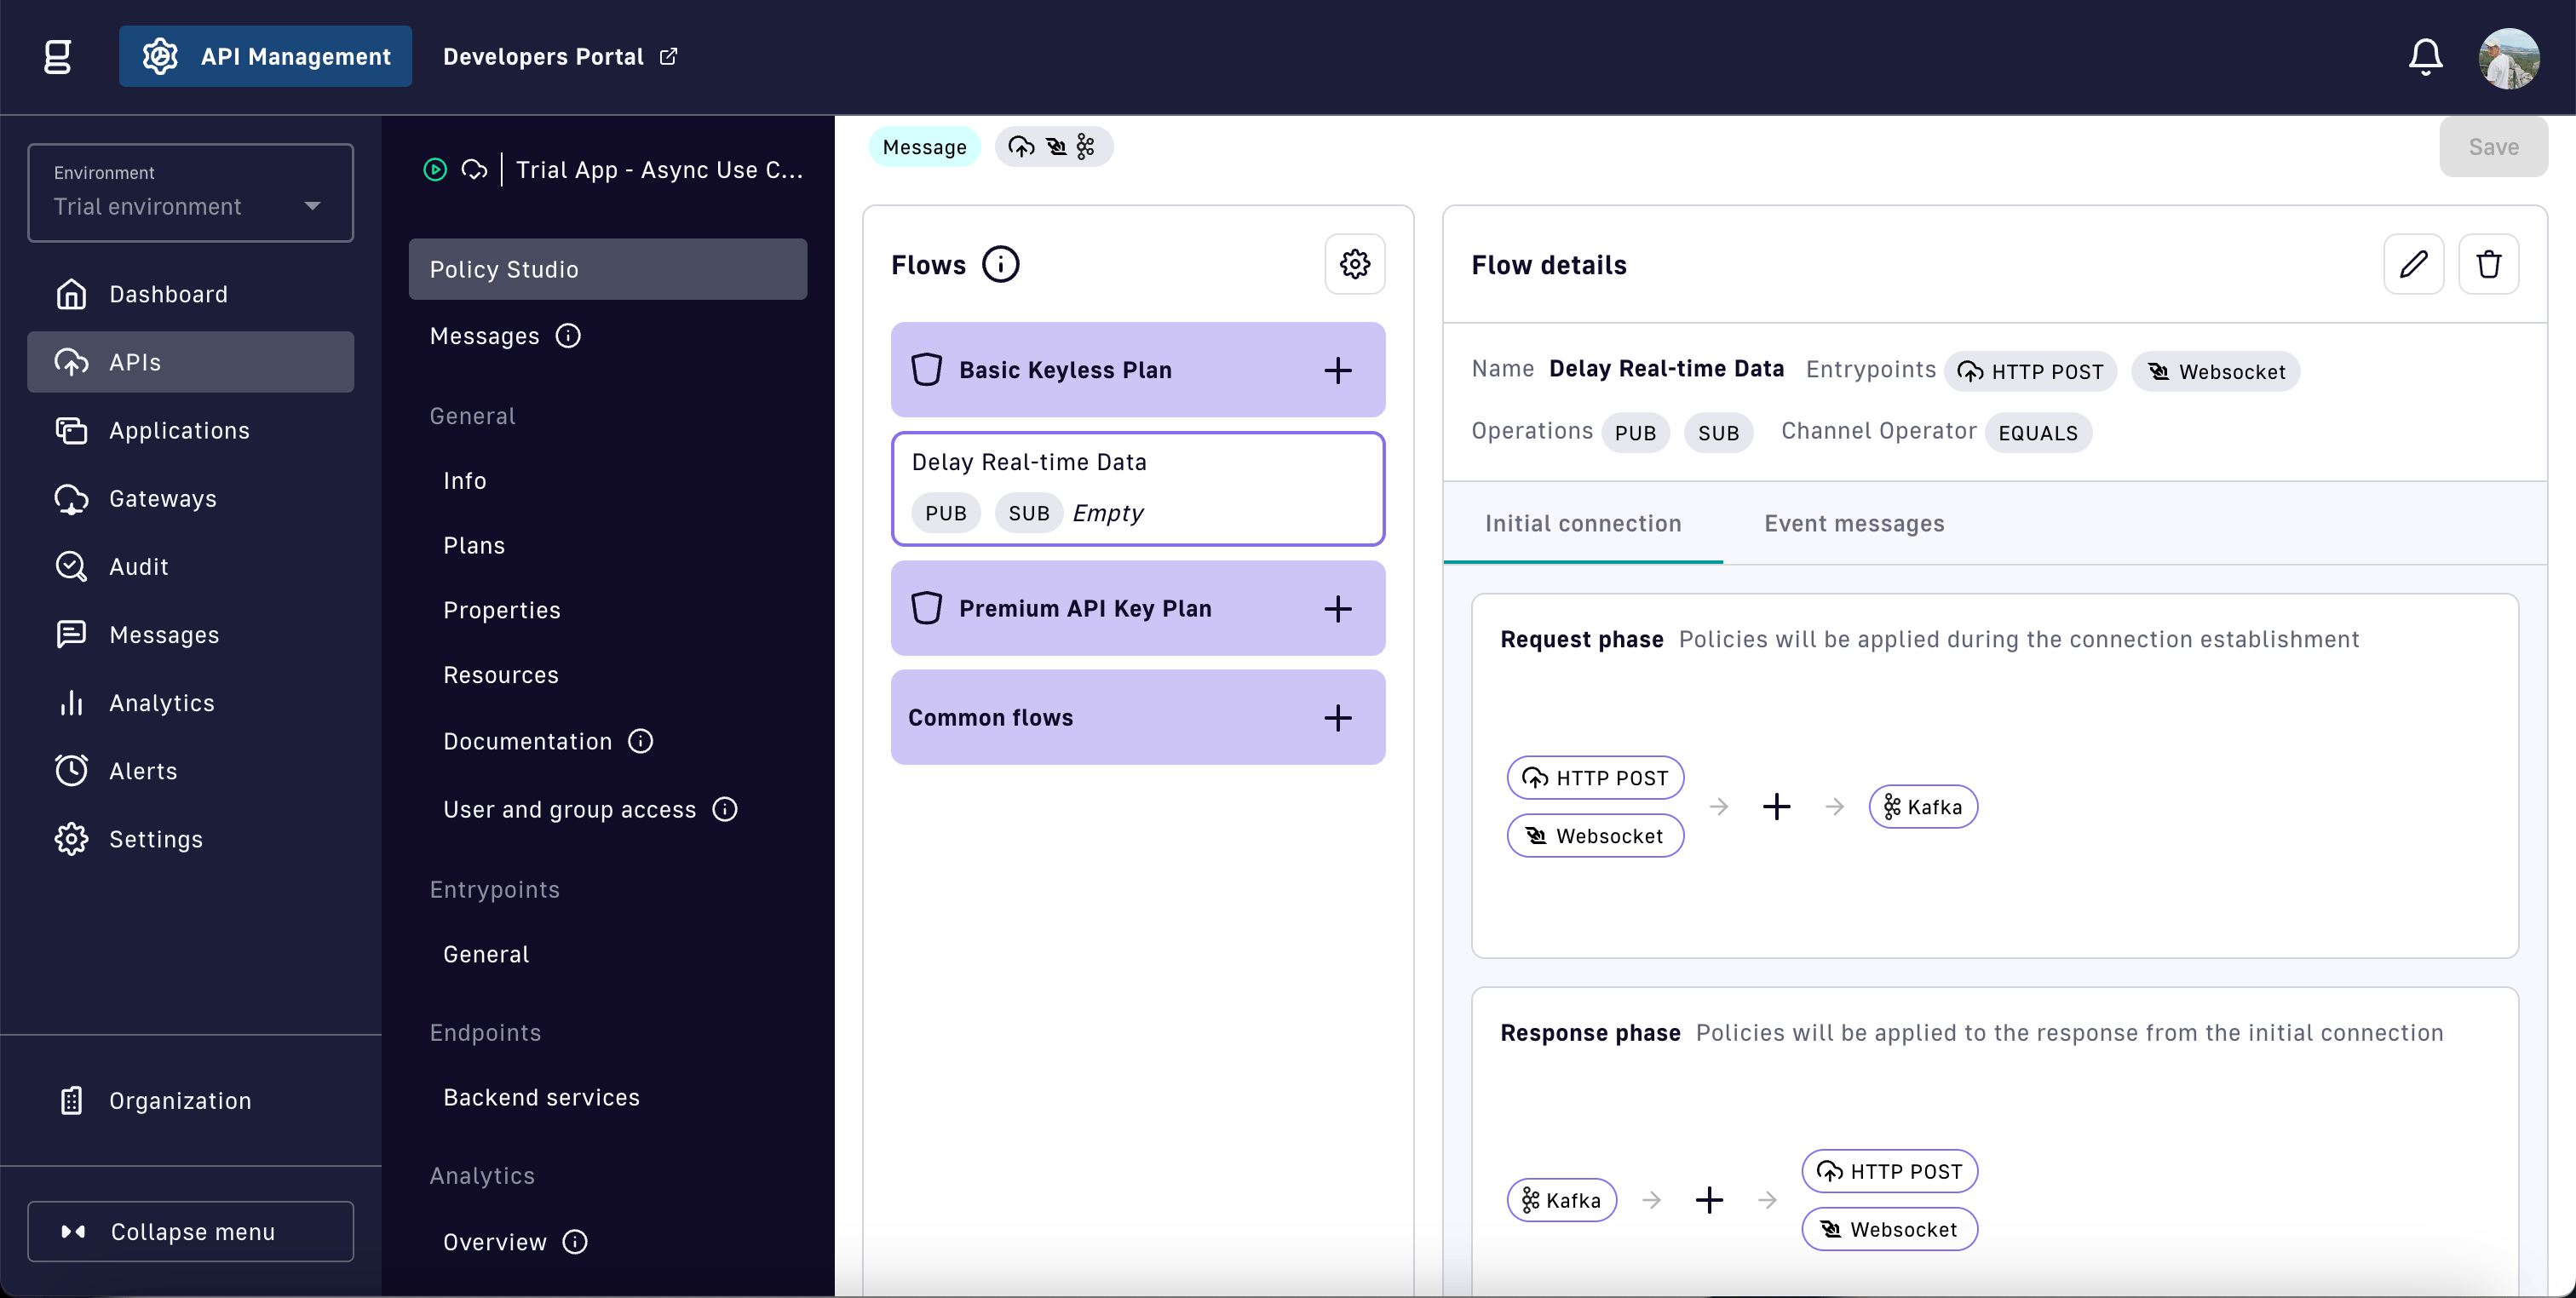 API Management
Developers Portal
Environment
Trial environment
Dashboard
APIs
Applications
Gateways
Audit
Messages
Analytics
Alerts
Settings
Organization
Collapse menu
Trial App - Async Use C...
Policy Studio
Messages
General
Info
Plans
Properties
Resources
Documentation
User and group access
Entrypoints
General
Endpoints
Backend services
Analytics
Overview
Message
Save
Flows
Basic Keyless Plan
Delay Real-time Data
PUB SUB Empty
Premium API Key Plan
Common flows
Flow details
Name Delay Real-time Data Entrypoints HTTP POST Websocket
Operations PUB SUB Channel Operator EQUALS
Initial connection Event messages
Request phase Policies will be applied during the connection establishment
HTTP POST
Websocket
Kafka
Response phase Policies will be applied to the response from the initial connection
Kafka
HTTP POST
Websocket